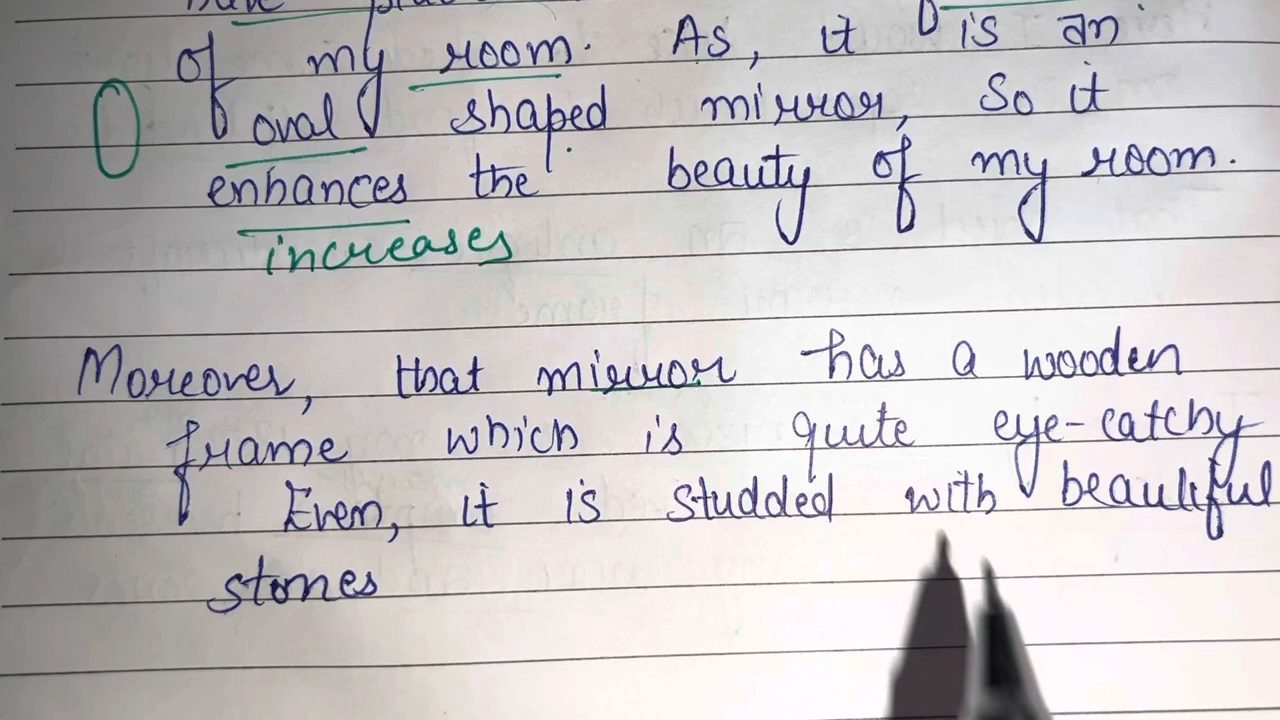 of my room. As, it is an
oval shaped mirror, So it
enhances the beauty of my room.
increases
Moreover, that mirror has a wooden
frame which is quite eye-catchy
Even, it is studded with beautiful
stones